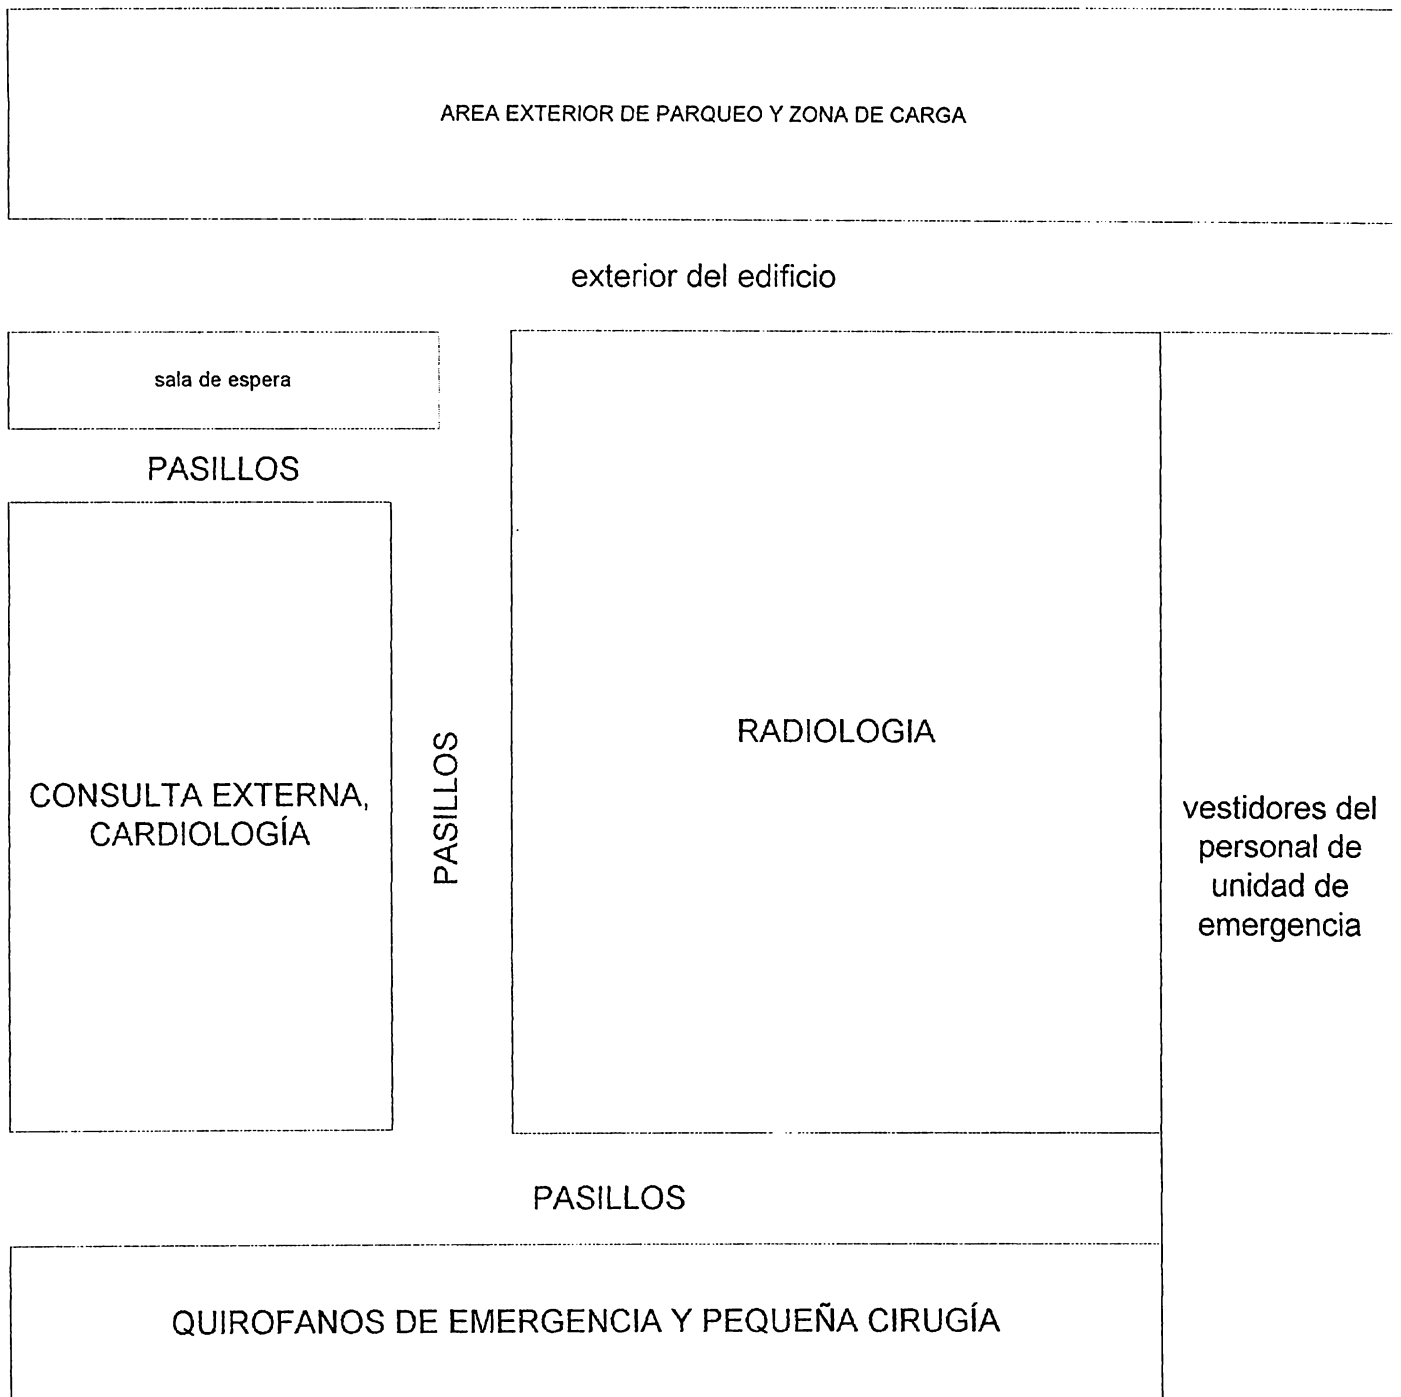 AREA EXTERIOR DE PARQUEO Y ZONA DE CARGA
exterior del edificio
sala de espera
PASILLOS
CONSULTA EXTERNA,
CARDIOLOGÍA
PASILLOS
RADIOLOGIA
vestidores del
personal de
unidad de
emergencia
PASILLOS
QUIROFANOS DE EMERGENCIA Y PEQUEÑA CIRUGÍA